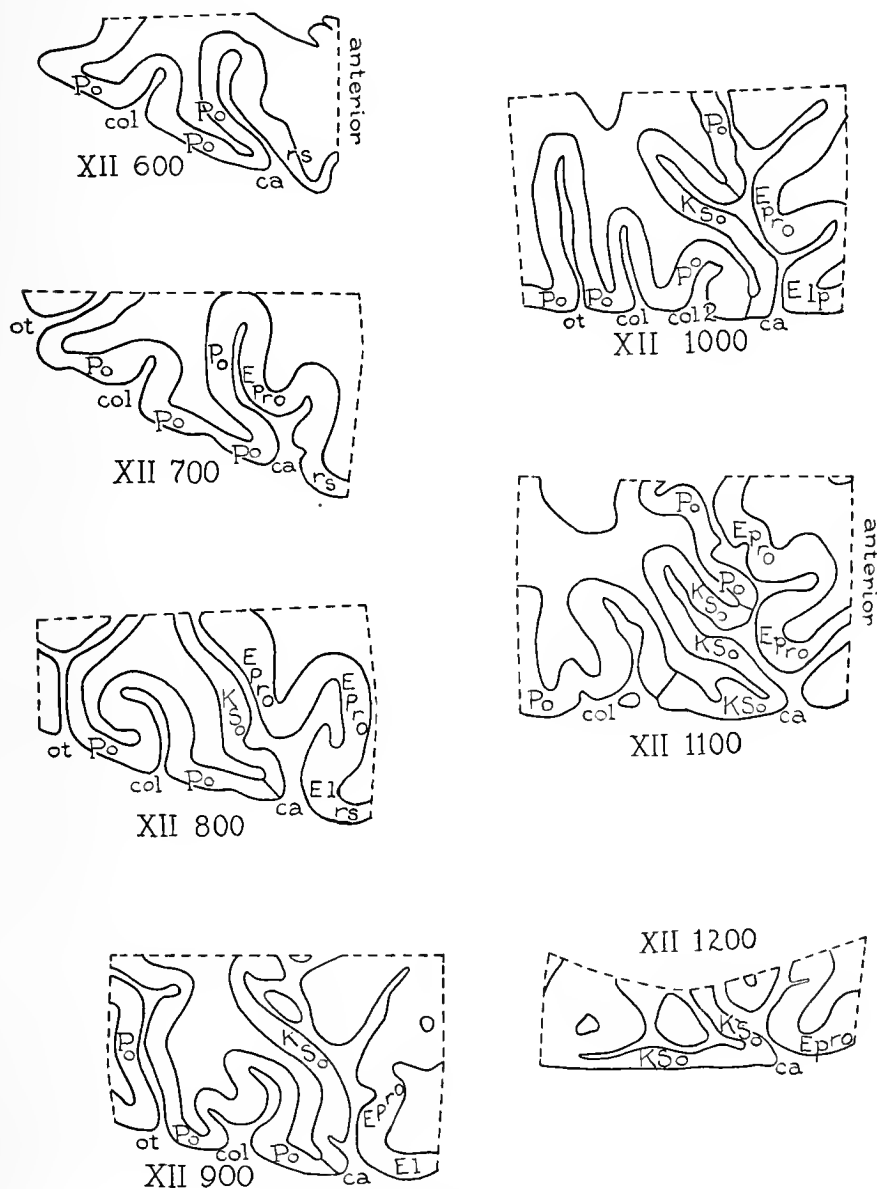 anterior
Po
col
Po
Po
ca
rs
XII 600
ot
Po
col
Po
Po
Epro
Po
ca
rs
XII 700
Epro
Epro
KSo
ot
Po
col
Po
ca
El
rs
XII 800
Po
KSo
Epro
ot
Po
col
Po
ca
El
XII 900
Po
KSo
Epro
Po
Po
Po
Elp
ot
col
col2
ca
XII 1000
anterior
Po
Epro
Po
KSo
KSo
Epro
Po
col
KSo
ca
XII 1100
XII 1200
KSo
KSo
Epro
ca